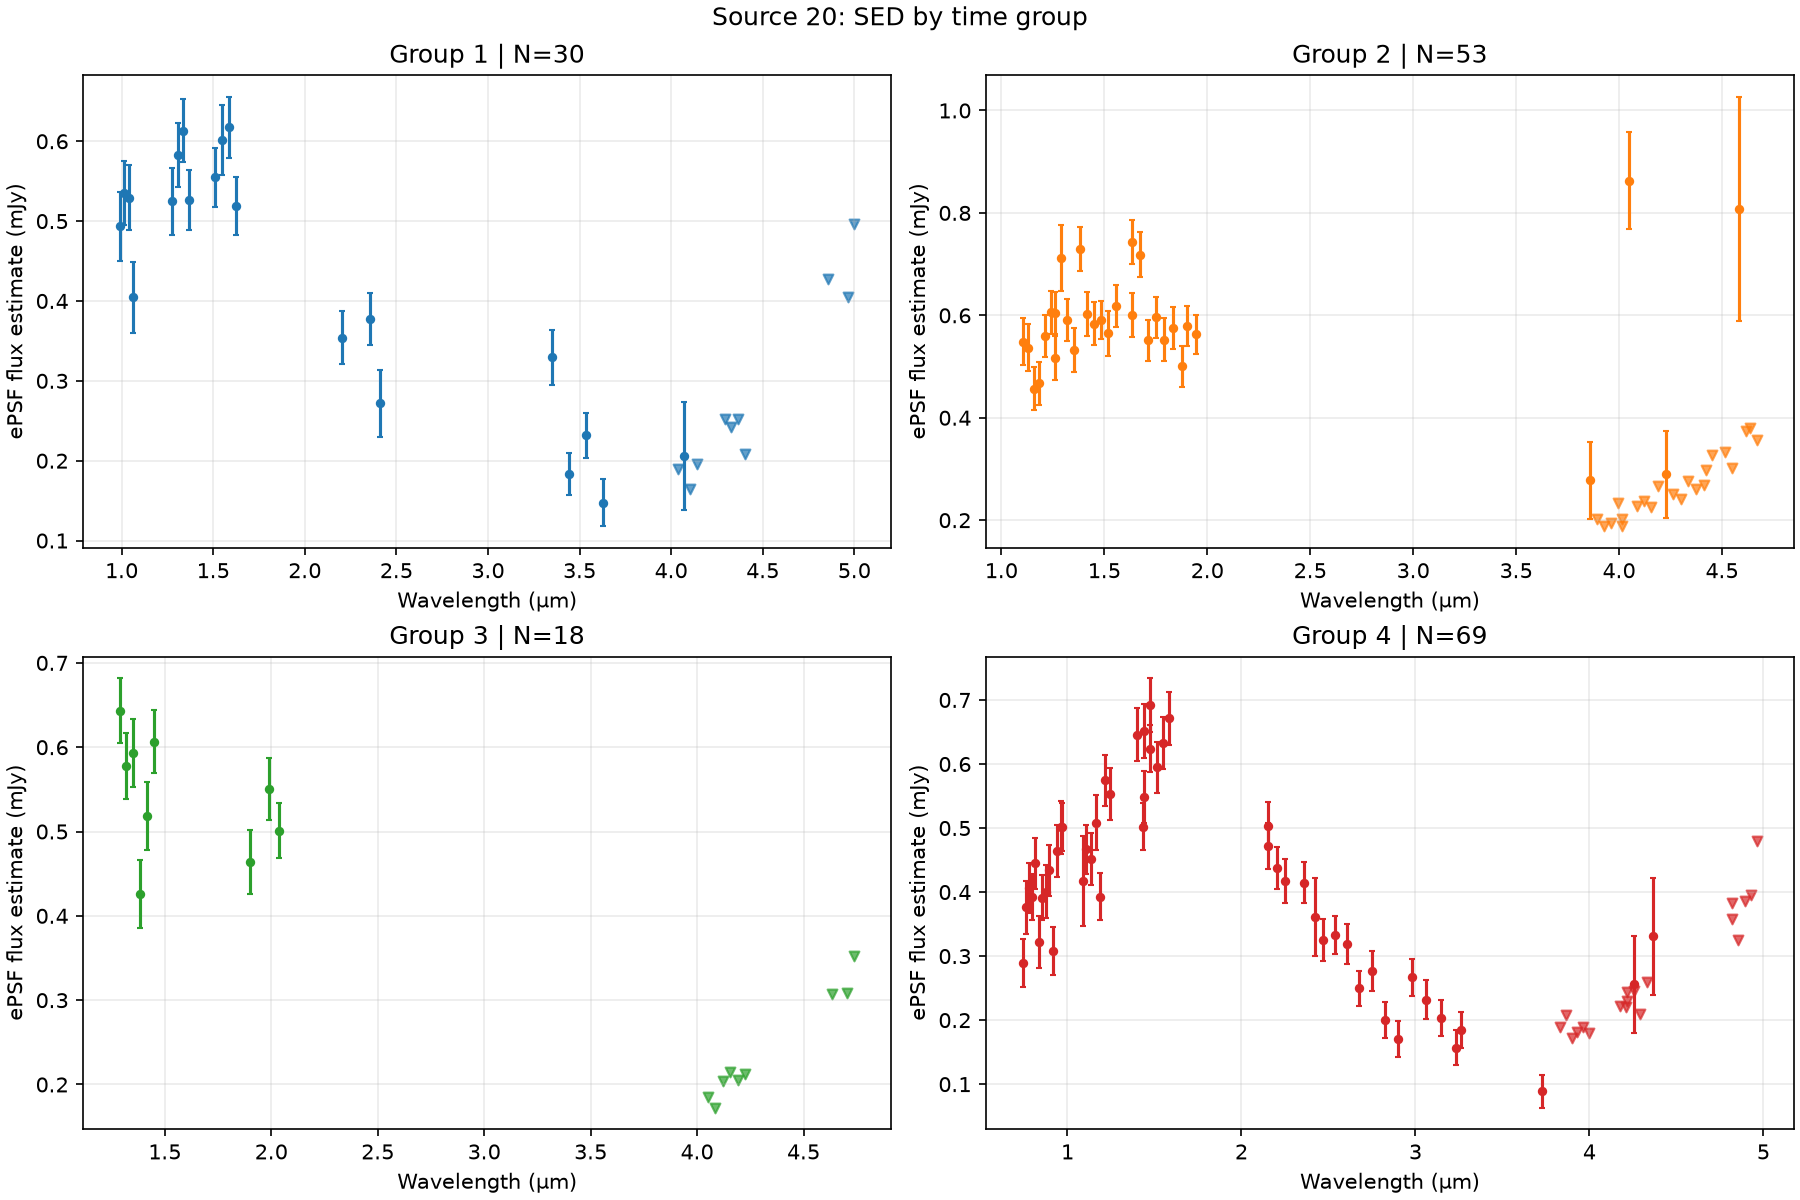 Source 20: SED by time group
Group 1 | N=30
ePSF flux estimate (mJy)
0.6
0.5
0.4
0.3
0.2
0.1
1.0 1.5 2.0 2.5 3.0 3.5 4.0 4.5 5.0
Wavelength (µm)
Group 2 | N=53
ePSF flux estimate (mJy)
1.0
0.8
0.6
0.4
0.2
1.0 1.5 2.0 2.5 3.0 3.5 4.0 4.5
Wavelength (µm)
Group 3 | N=18
ePSF flux estimate (mJy)
0.7
0.6
0.5
0.4
0.3
0.2
1.5 2.0 2.5 3.0 3.5 4.0 4.5
Wavelength (µm)
Group 4 | N=69
ePSF flux estimate (mJy)
0.7
0.6
0.5
0.4
0.3
0.2
0.1
1 2 3 4 5
Wavelength (µm)